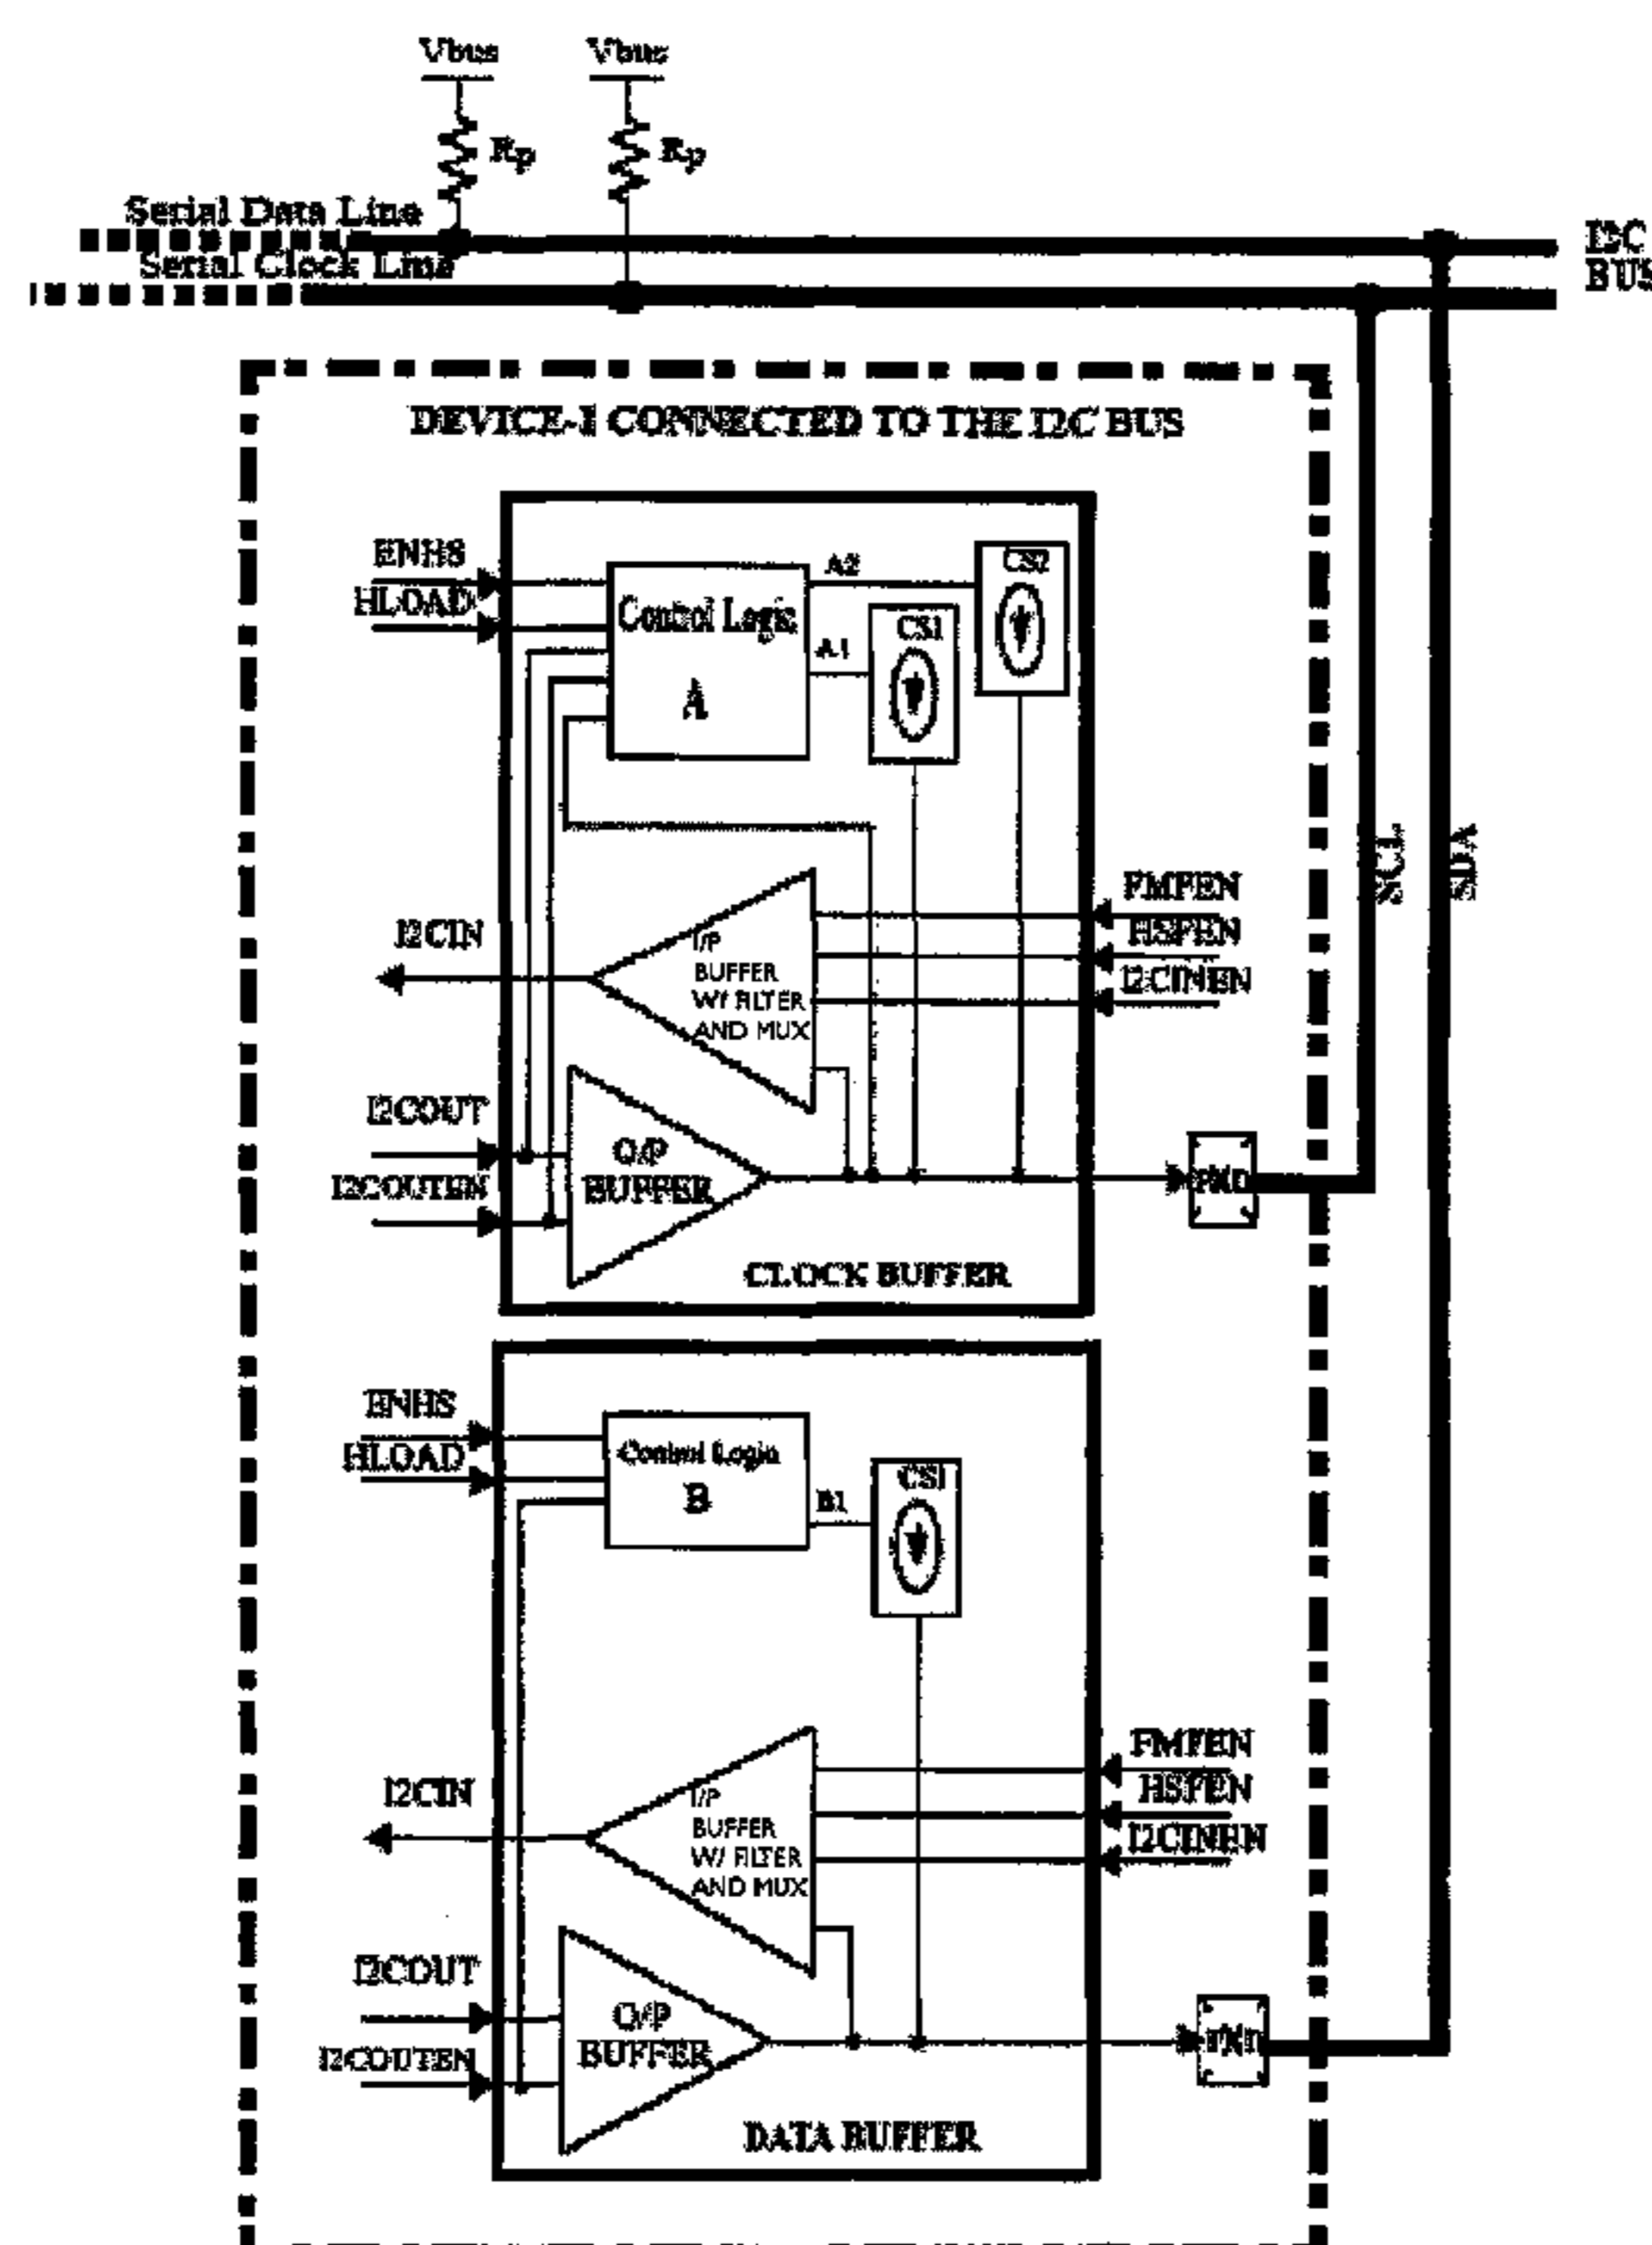 Vbus Vbus
Rp Rp
Serial Data Line
Serial Clock Line
I2C
BUS
DEVICE-1 CONNECTED TO THE I2C BUS
ENHS
HLOAD
Control Logic
A
A2
A1
CS2
CS1
FMFEN
HSFEN
I2CINEN
I2CIN
I/P
BUFFER
W/ FILTER
AND MUX
SCL
SDA
I2COUT
I2COUTEN
O/P
BUFFER
PAD
CLOCK BUFFER
ENHS
HLOAD
Control Logic
B
B1
CS1
FMFEN
HSFEN
I2CINEN
I2CIN
I/P
BUFFER
W/ FILTER
AND MUX
I2COUT
I2COUTEN
O/P
BUFFER
PAD
DATA BUFFER